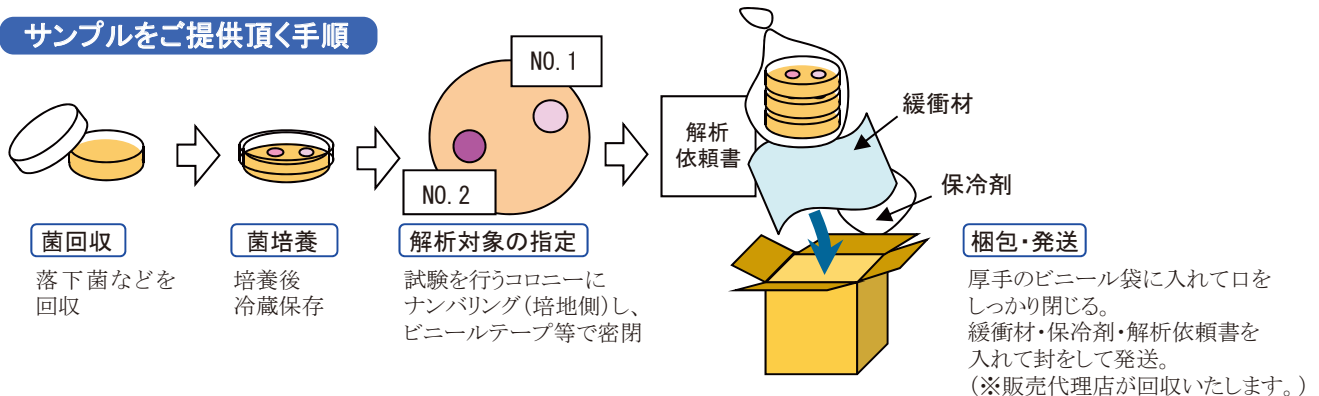 サンプルをご提供頂く手順
NO. 1
NO. 2
解析
依頼書
緩衝材
保冷剤
菌回収
落下菌などを
回収
菌培養
培養後
冷蔵保存
解析対象の指定
試験を行うコロニーに
ナンバリング(培地側)し、
ビニールテープ等で密閉
梱包・発送
厚手のビニール袋に入れて口を
しっかり閉じる。
緩衝材・保冷剤・解析依頼書を
入れて封をして発送。
(※販売代理店が回収いたします。)